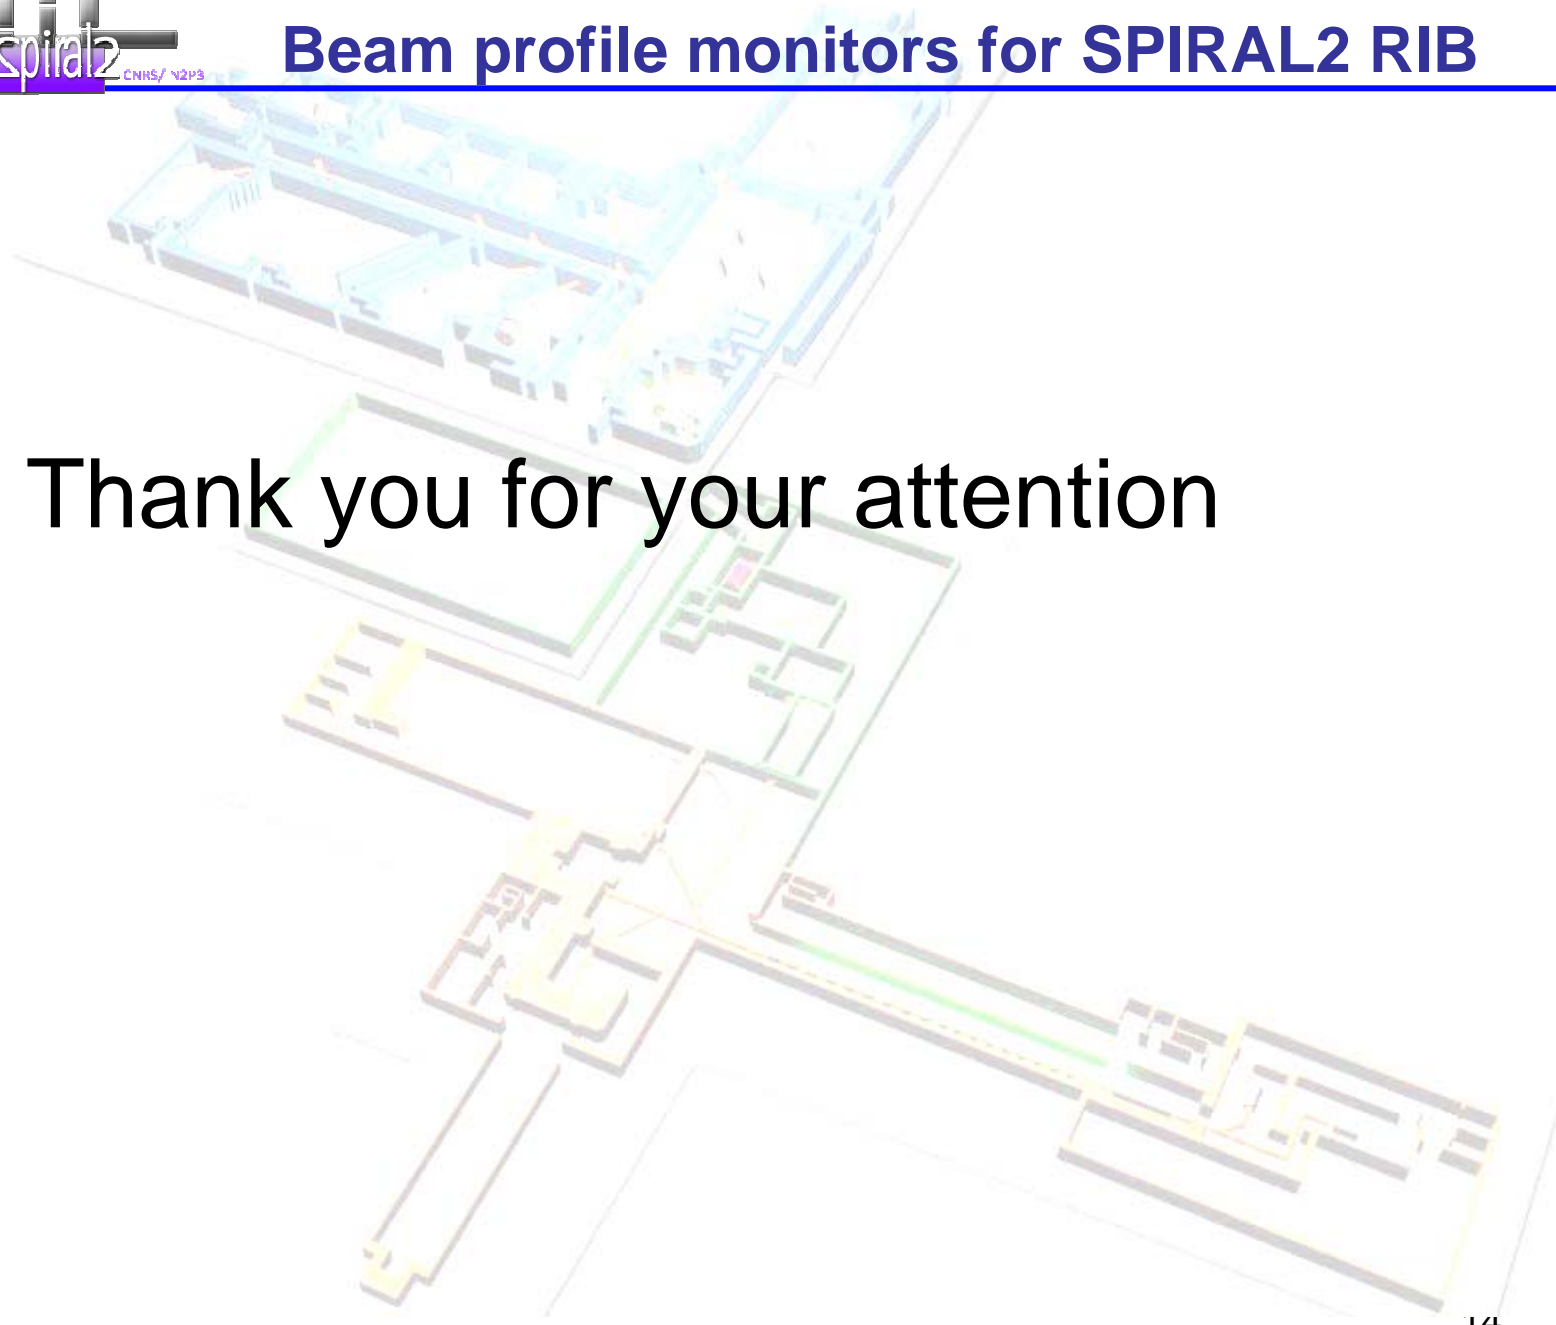 Beam profile monitors for SPIRAL2 RIB
spiral2
CNRS/ IN2P3
Thank you for your attention